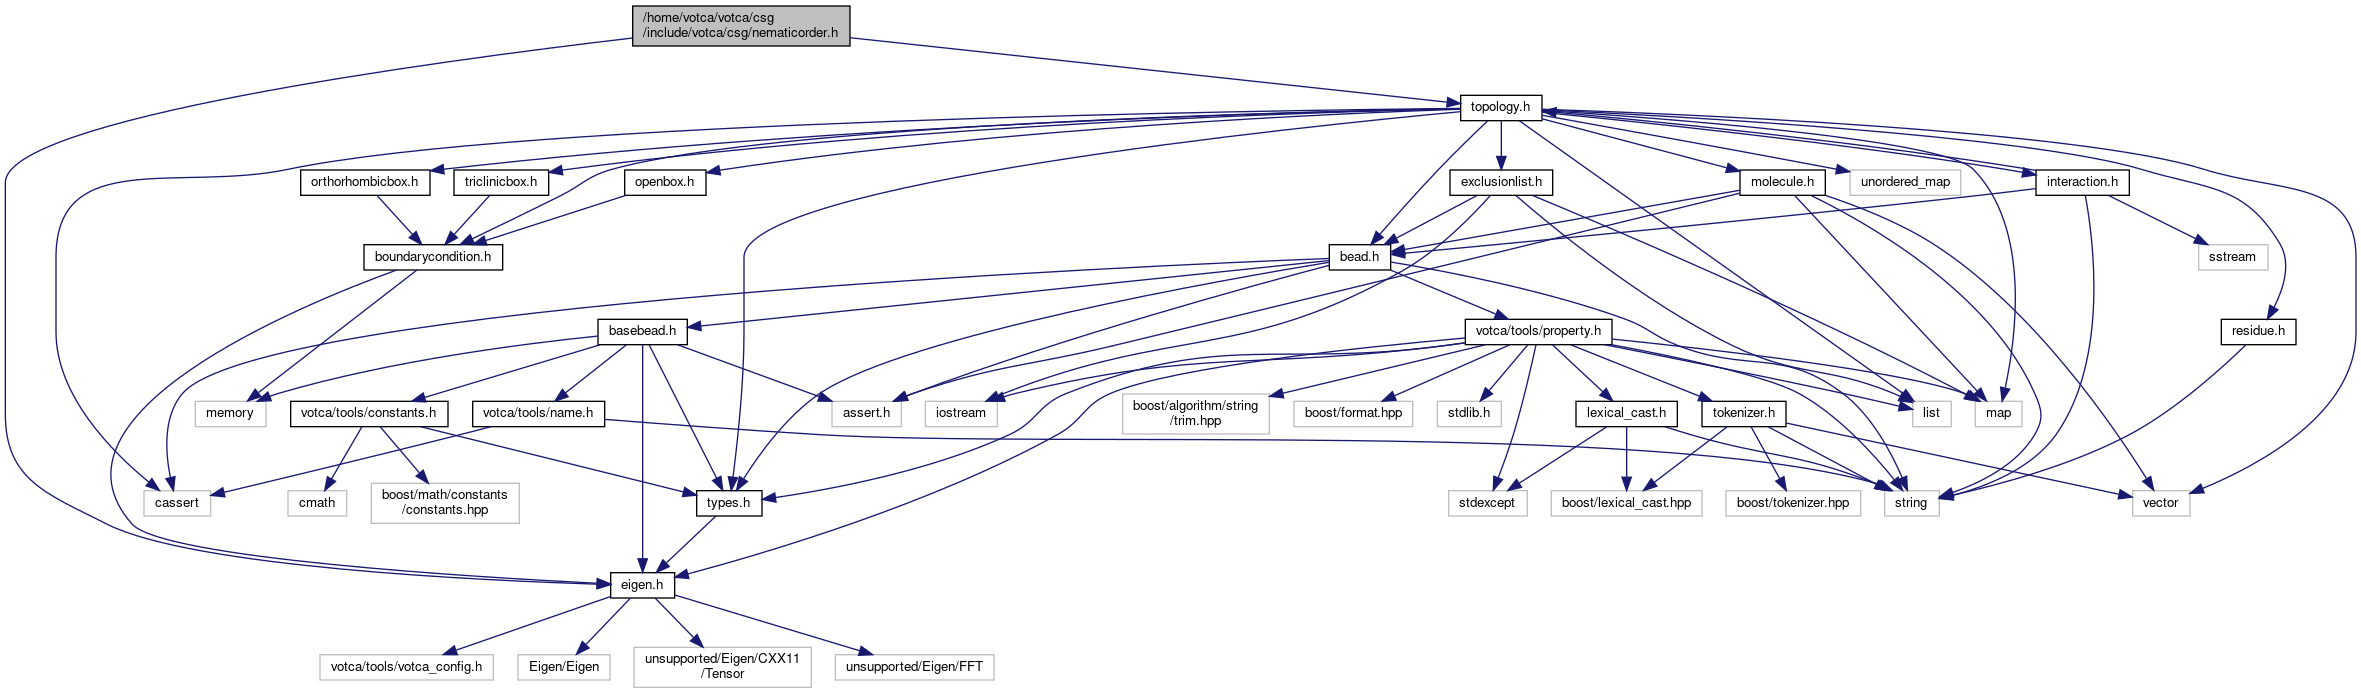 /home/votca/votca/csg
/include/votca/csg/nematicorder.h
topology.h
orthorhombicbox.h
triclinicbox.h
openbox.h
exclusionlist.h
molecule.h
unordered_map
interaction.h
boundarycondition.h
bead.h
sstream
basebead.h
votca/tools/property.h
residue.h
memory
votca/tools/constants.h
votca/tools/name.h
assert.h
iostream
boost/algorithm/string
/trim.hpp
boost/format.hpp
stdlib.h
lexical_cast.h
tokenizer.h
list
map
cassert
cmath
boost/math/constants
/constants.hpp
types.h
stdexcept
boost/lexical_cast.hpp
boost/tokenizer.hpp
string
vector
eigen.h
votca/tools/votca_config.h
Eigen/Eigen
unsupported/Eigen/CXX11
/Tensor
unsupported/Eigen/FFT